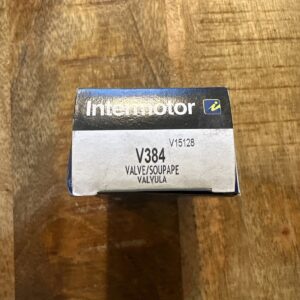 Intermotor i
V15128
V384
VALVE/SOUPAPE
VALVULA